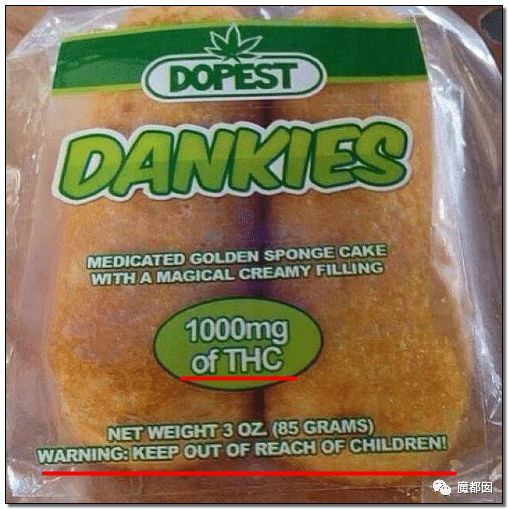 DOPEST
DANKIES
MEDICATED GOLDEN SPONGE CAKE
WITH A MAGICAL CREAMY FILLING
1000mg
of THC
NET WEIGHT 3 OZ. (85 GRAMS)
WARNING: KEEP OUT OF REACH OF CHILDREN!
魔都囡